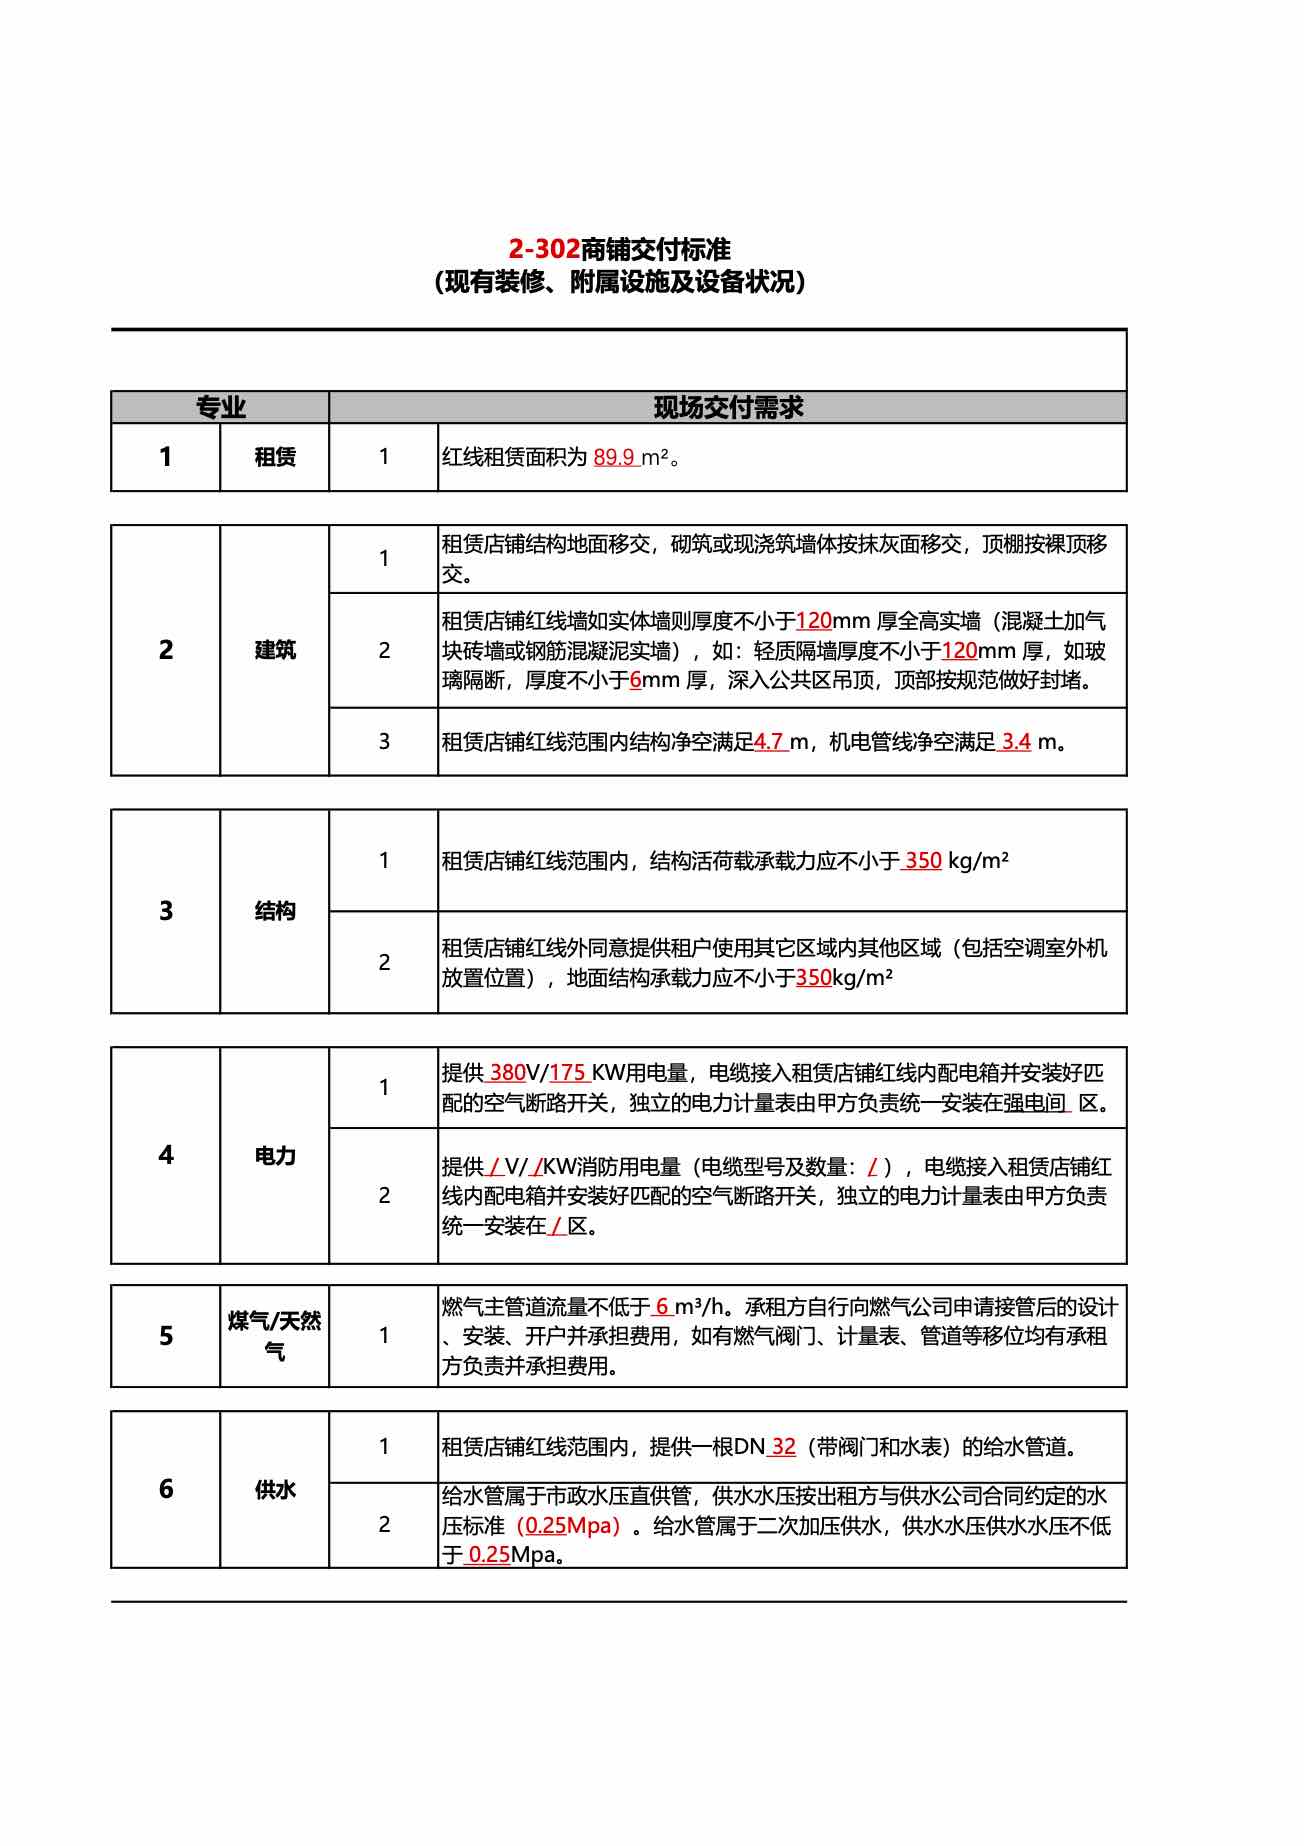 2-302商铺交付标准
（现有装修、附属设施及设备状况）
专业 现场交付需求
1 租赁 1 红线租赁面积为 89.9 m²。
2 建筑
1 租赁店铺结构地面移交，砌筑或现浇筑墙体按抹灰面移交，顶棚按裸顶移
交。
2 租赁店铺红线墙如实体墙则厚度不小于120mm 厚全高实墙（混凝土加气
块砖墙或钢筋混凝泥实墙），如：轻质隔墙厚度不小于120mm 厚，如玻
璃隔断，厚度不小于6mm 厚，深入公共区吊顶，顶部按规范做好封堵。
3 租赁店铺红线范围内结构净空满足4.7 m，机电管线净空满足 3.4 m。
3 结构
1 租赁店铺红线范围内，结构活荷载承载力应不小于 350 kg/m²
2 租赁店铺红线外同意提供租户使用其它区域内其他区域（包括空调室外机
放置位置），地面结构承载力应不小于350kg/m²
4 电力
1 提供 380V/175 KW用电量，电缆接入租赁店铺红线内配电箱并安装好匹
配的空气断路开关，独立的电力计量表由甲方负责统一安装在强电间 区。
2 提供 / V/ /KW消防用电量（电缆型号及数量：/ ），电缆接入租赁店铺红
线内配电箱并安装好匹配的空气断路开关，独立的电力计量表由甲方负责
统一安装在 / 区。
5 煤气/天然
气
1 燃气主管道流量不低于 6 m³/h。承租方自行向燃气公司申请接管后的设计
、安装、开户并承担费用，如有燃气阀门、计量表、管道等移位均有承租
方负责并承担费用。
6 供水
1 租赁店铺红线范围内，提供一根DN 32（带阀门和水表）的给水管道。
2 给水管属于市政水压直供管，供水水压按出租方与供水公司合同约定的水
压标准（0.25Mpa）。给水管属于二次加压供水，供水水压供水水压不低
于 0.25Mpa。